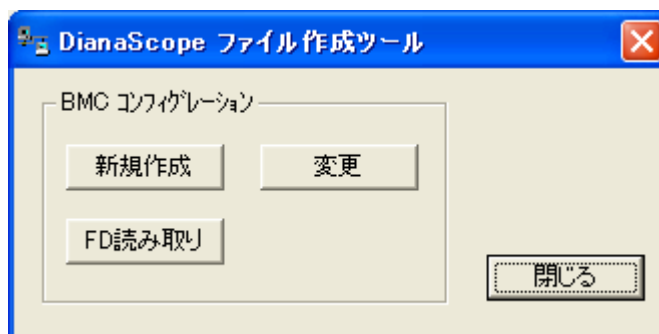 DianaScope ファイル作成ツール
BMC コンフィグレーション
新規作成
変更
FD読み取り
閉じる